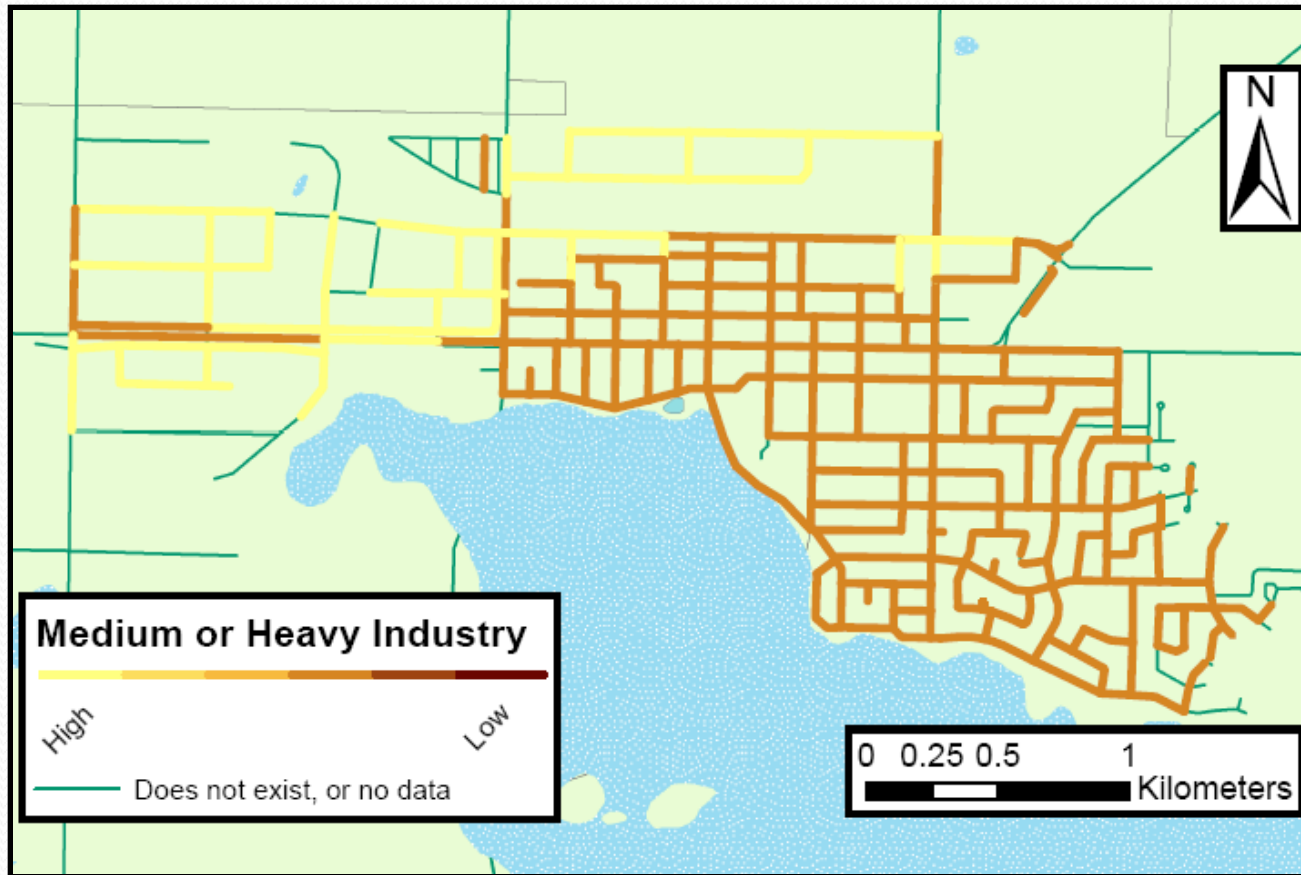 N
Medium or Heavy Industry
High
Low
Does not exist, or no data
0 0.25 0.5 1
Kilometers